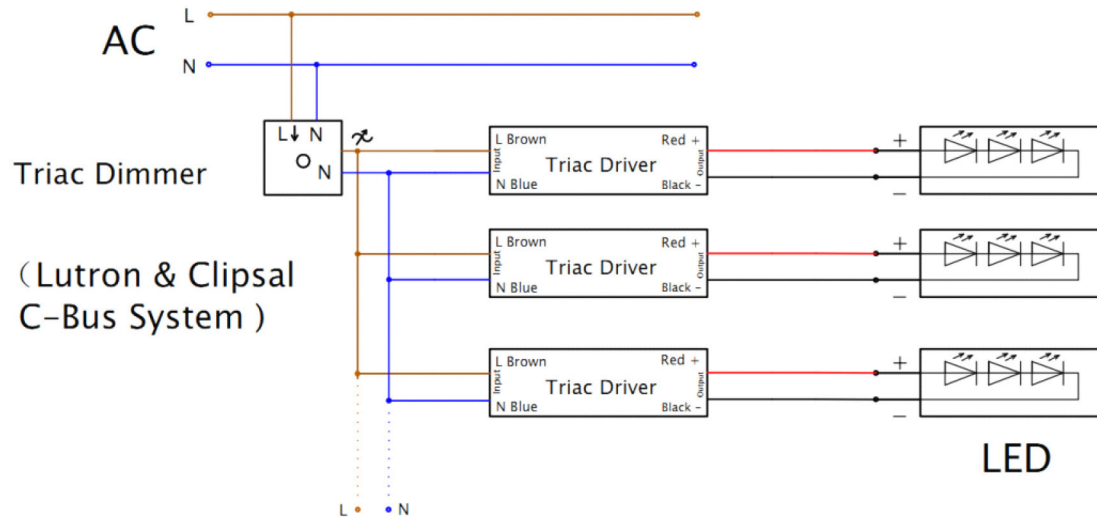 L
AC
N
L N
N
Triac Dimmer
（Lutron & Clipsal
C-Bus System )
L Brown
Input
N Blue
Triac Driver
Red +
Output
Black -
+
−
L Brown
Input
N Blue
Triac Driver
Red +
Output
Black -
+
−
L Brown
Input
N Blue
Triac Driver
Red +
Output
Black -
+
−
LED
L
N